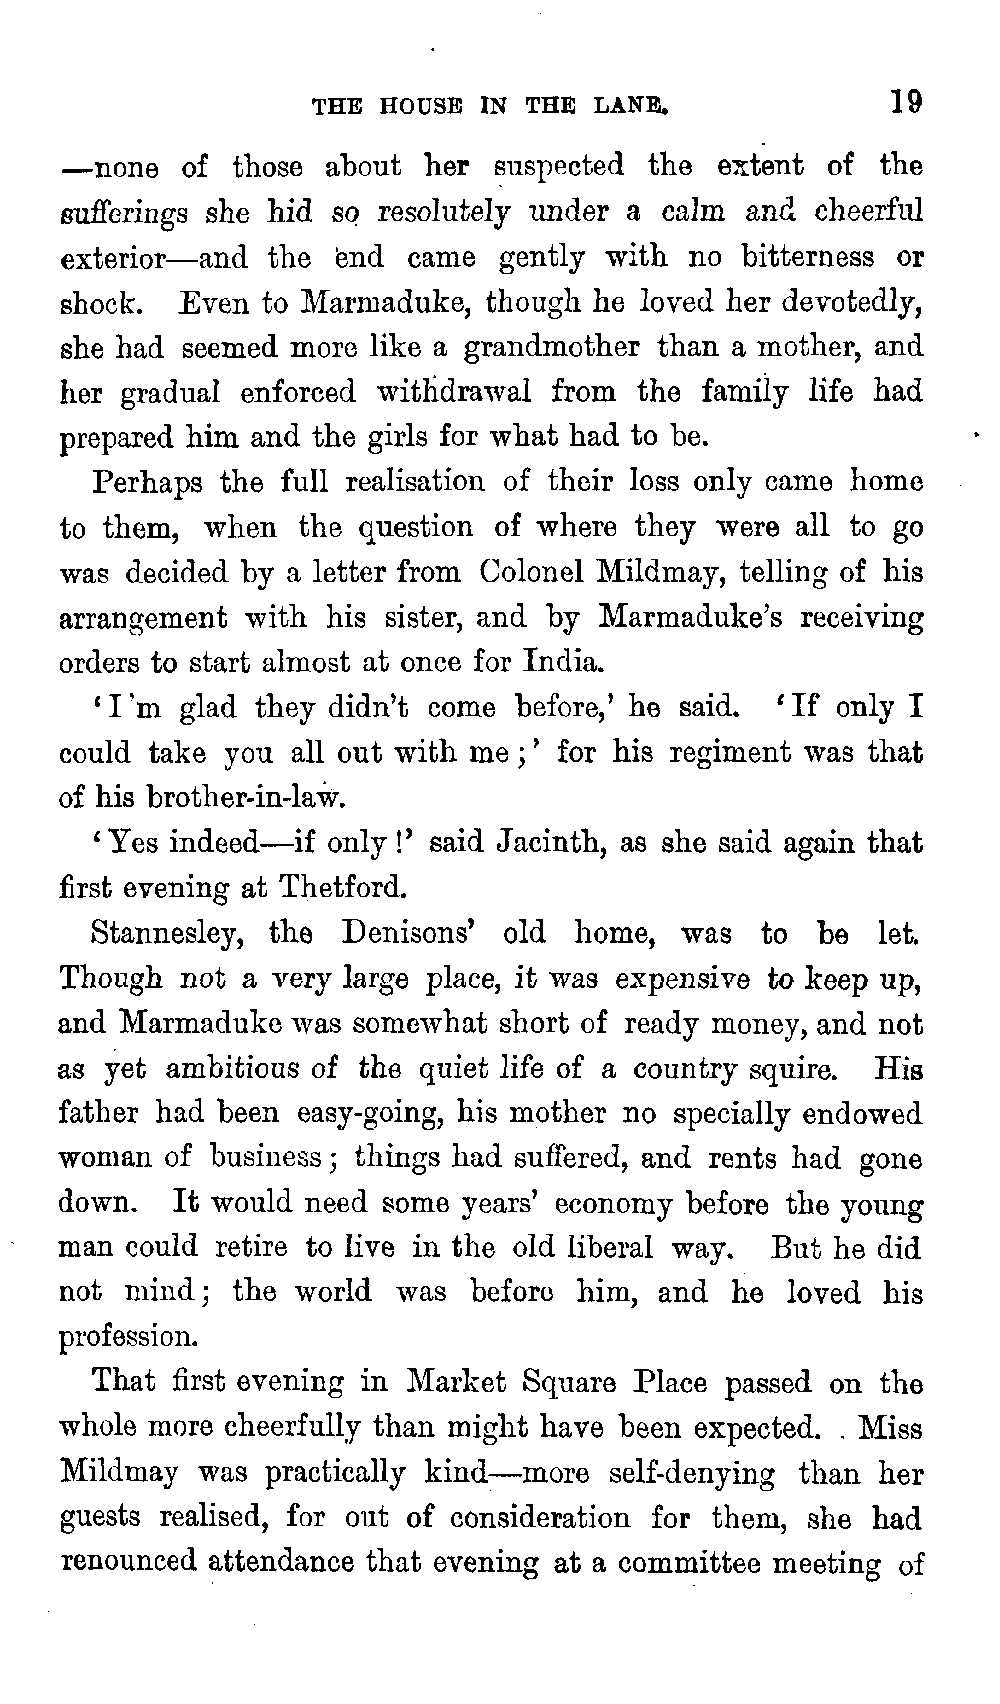 THE HOUSE IN THE LANE. 19
—none of those about her suspected the extent of the
sufferings she hid so resolutely under a calm and cheerful
exterior—and the end came gently with no bitterness or
shock. Even to Marmaduke, though he loved her devotedly,
she had seemed more like a grandmother than a mother, and
her gradual enforced withdrawal from the family life had
prepared him and the girls for what had to be.
Perhaps the full realisation of their loss only came home
to them, when the question of where they were all to go
was decided by a letter from Colonel Mildmay, telling of his
arrangement with his sister, and by Marmaduke's receiving
orders to start almost at once for India.
‘I'm glad they didn't come before,’ he said. ‘If only I
could take you all out with me;’ for his regiment was that
of his brother-in-law.
‘Yes indeed—if only!’ said Jacinth, as she said again that
first evening at Thetford.
Stannesley, the Denisons' old home, was to be let.
Though not a very large place, it was expensive to keep up,
and Marmaduke was somewhat short of ready money, and not
as yet ambitious of the quiet life of a country squire. His
father had been easy-going, his mother no specially endowed
woman of business; things had suffered, and rents had gone
down. It would need some years' economy before the young
man could retire to live in the old liberal way. But he did
not mind; the world was before him, and he loved his
profession.
That first evening in Market Square Place passed on the
whole more cheerfully than might have been expected. Miss
Mildmay was practically kind—more self-denying than her
guests realised, for out of consideration for them, she had
renounced attendance that evening at a committee meeting of